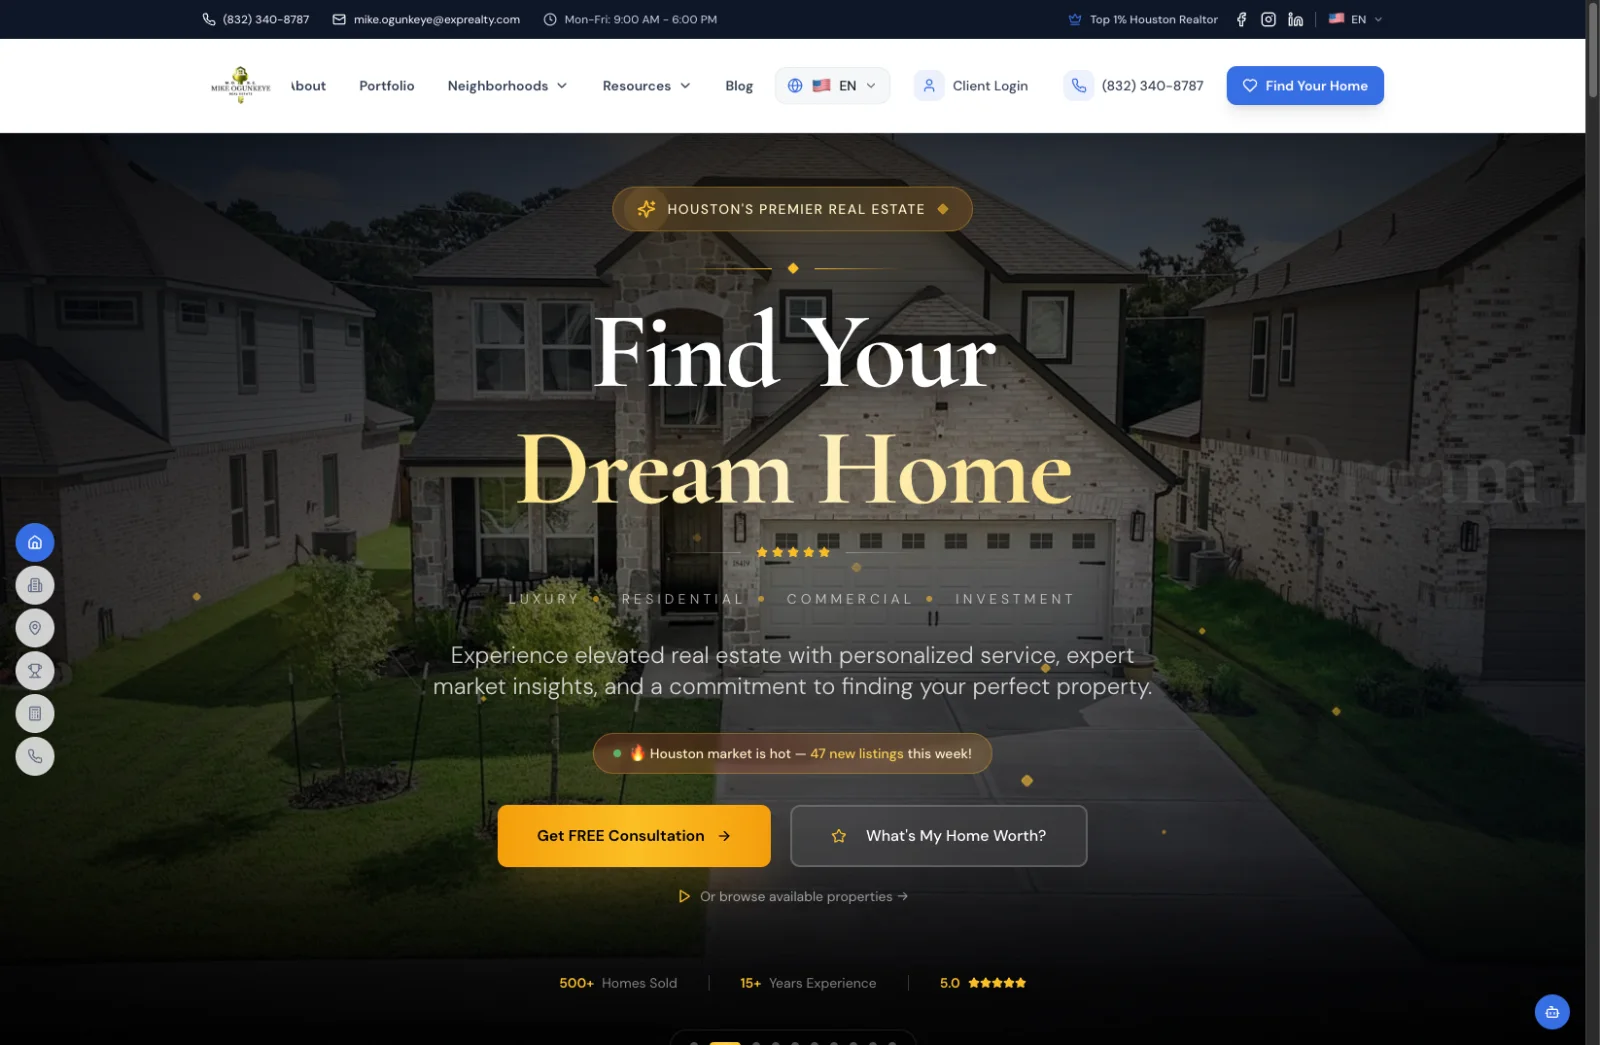 (832) 340-8787 mike.ogunkeye@exprealty.com Mon-Fri: 9:00 AM - 6:00 PM Top 1% Houston Realtor EN
MIKE OGUNKEYE
About Portfolio Neighborhoods Resources Blog EN Client Login (832) 340-8787 Find Your Home
HOUSTON'S PREMIER REAL ESTATE
Find Your
Dream Home
LUXURY RESIDENTIAL COMMERCIAL INVESTMENT
Experience elevated real estate with personalized service, expert
market insights, and a commitment to finding your perfect property.
🔥 Houston market is hot — 47 new listings this week!
Get FREE Consultation → What's My Home Worth?
Or browse available properties →
500+ Homes Sold 15+ Years Experience 5.0